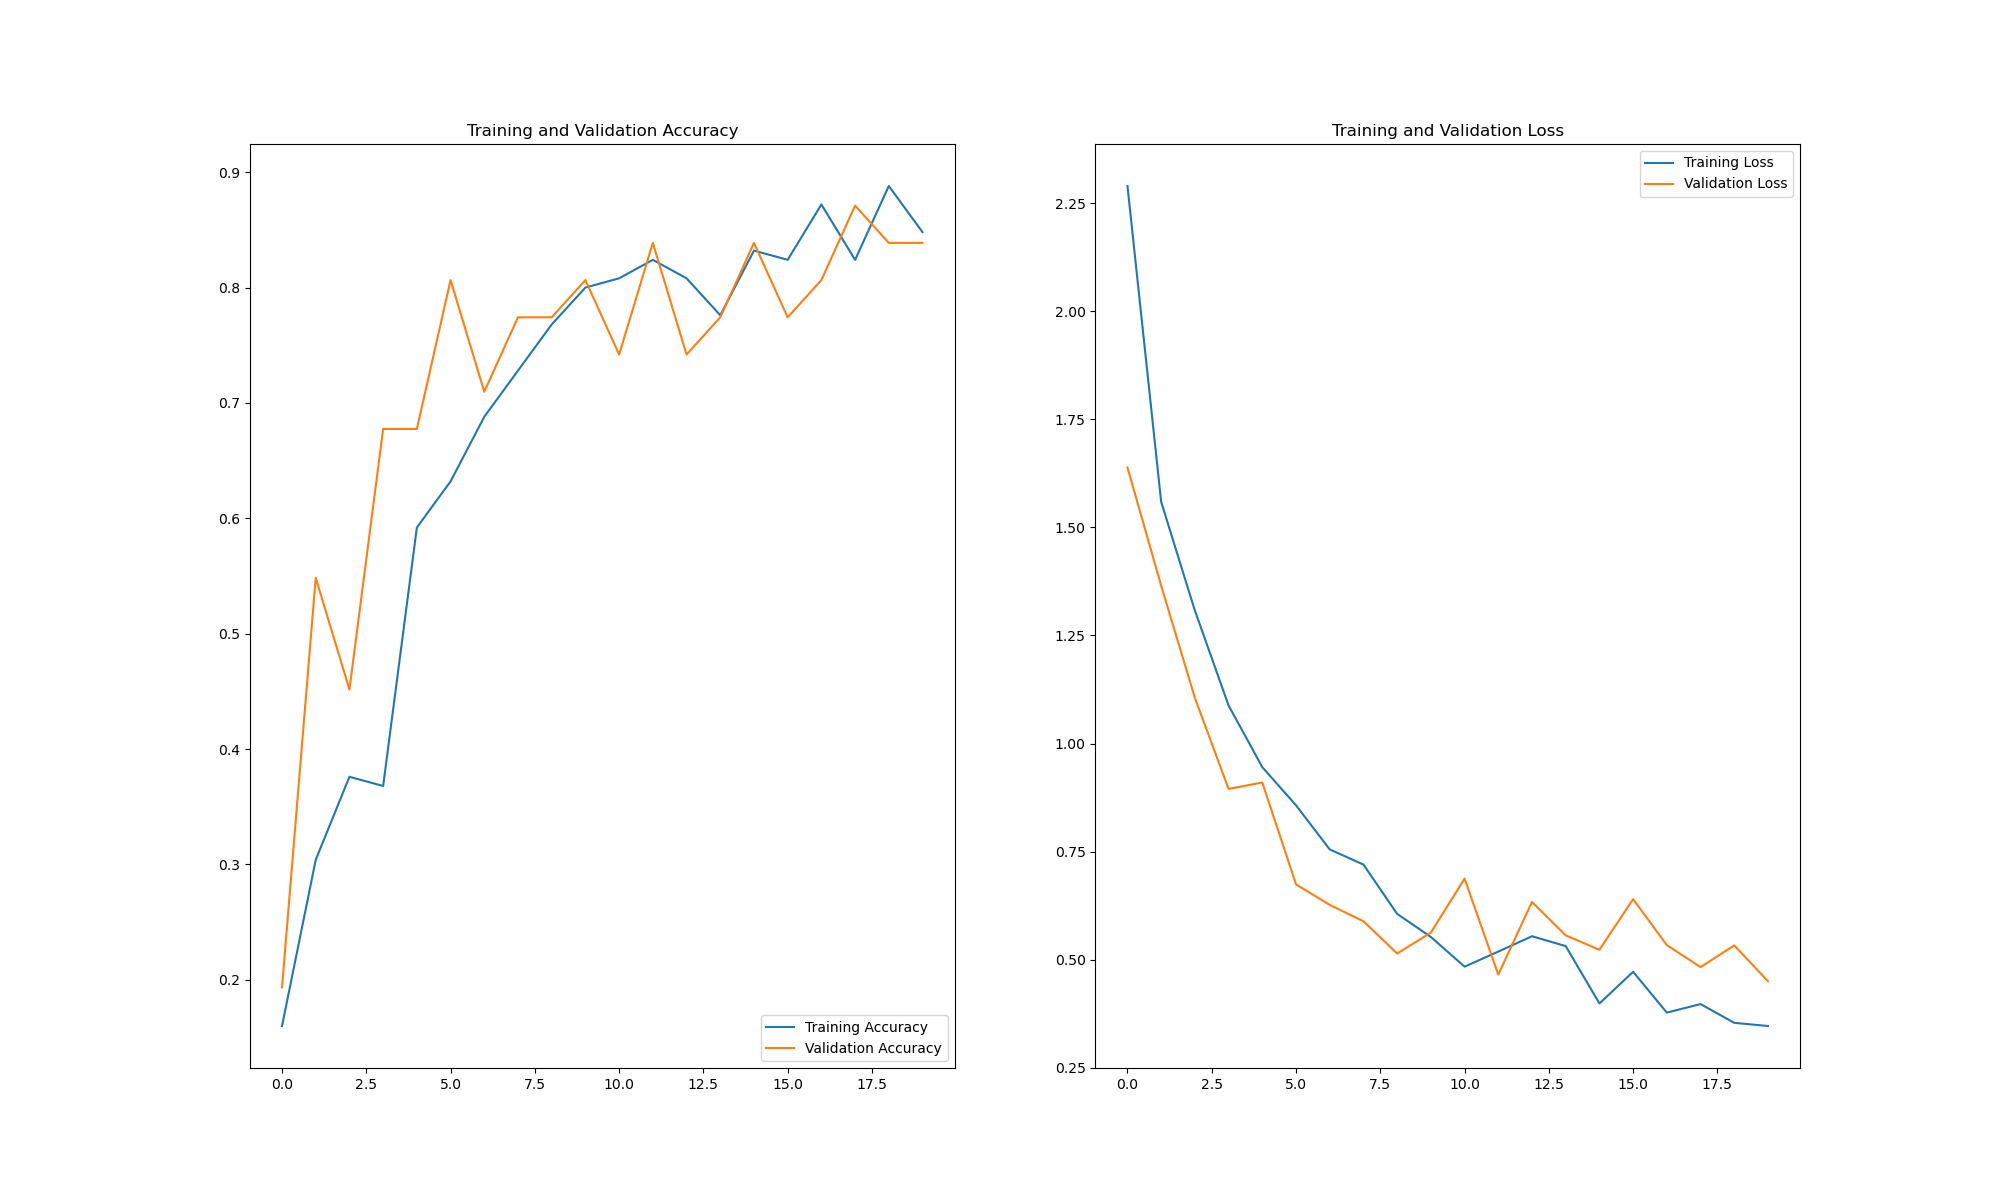 Training and Validation Accuracy
0.9
0.8
0.7
0.6
0.5
0.4
0.3
0.2
Training Accuracy
Validation Accuracy
0.0 2.5 5.0 7.5 10.0 12.5 15.0 17.5
Training and Validation Loss
Training Loss
Validation Loss
2.25
2.00
1.75
1.50
1.25
1.00
0.75
0.50
0.25
0.0 2.5 5.0 7.5 10.0 12.5 15.0 17.5